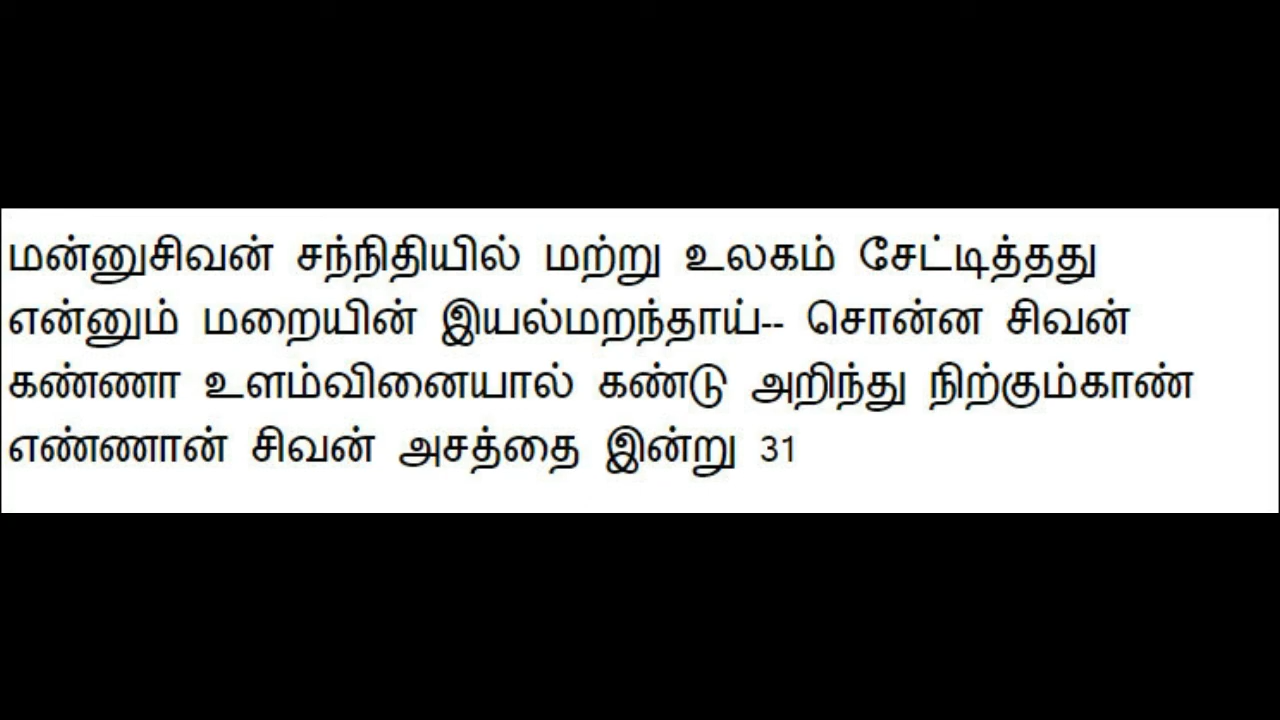 மன்னுசிவன் சந்நிதியில் மற்று உலகம் சேட்டித்தது
என்னும் மறையின் இயல்மறந்தாய்-- சொன்ன சிவன்
கண்ணா உளம்வினையால் கண்டு அறிந்து நிற்கும்காண்
எண்ணான் சிவன் அசத்தை இன்று 31